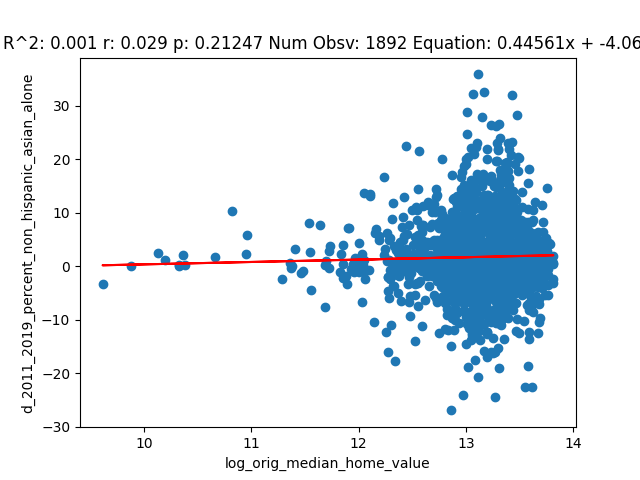 R^2: 0.001 r: 0.029 p: 0.21247 Num Obsv: 1892 Equation: 0.44561x + -4.06
d_2011_2019_percent_non_hispanic_asian_alone
30
20
10
0
−10
−20
−30
10 11 12 13 14
log_orig_median_home_value